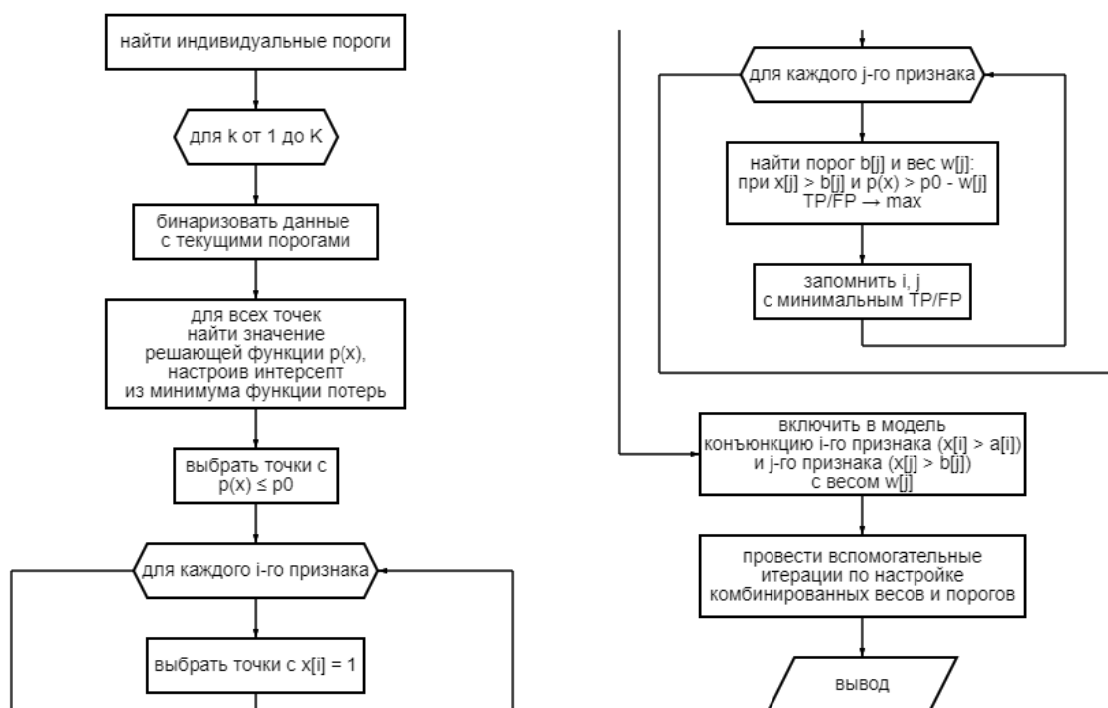 найти индивидуальные пороги
для k от 1 до K
бинаризовать данные
с текущими порогами
для всех точек
найти значение
решающей функции p(x),
настроив интерсепт
из минимума функции потерь
выбрать точки с
p(x) ≤ p0
для каждого i-го признака
выбрать точки с x[i] = 1
для каждого j-го признака
найти порог b[j] и вес w[j]:
при x[j] > b[j] и p(x) > p0 - w[j]
TP/FP → max
запомнить i, j
с минимальным TP/FP
включить в модель
конъюнкцию i-го признака (x[i] > a[i])
и j-го признака (x[j] > b[j])
с весом w[j]
провести вспомогательные
итерации по настройке
комбинированных весов и порогов
вывод